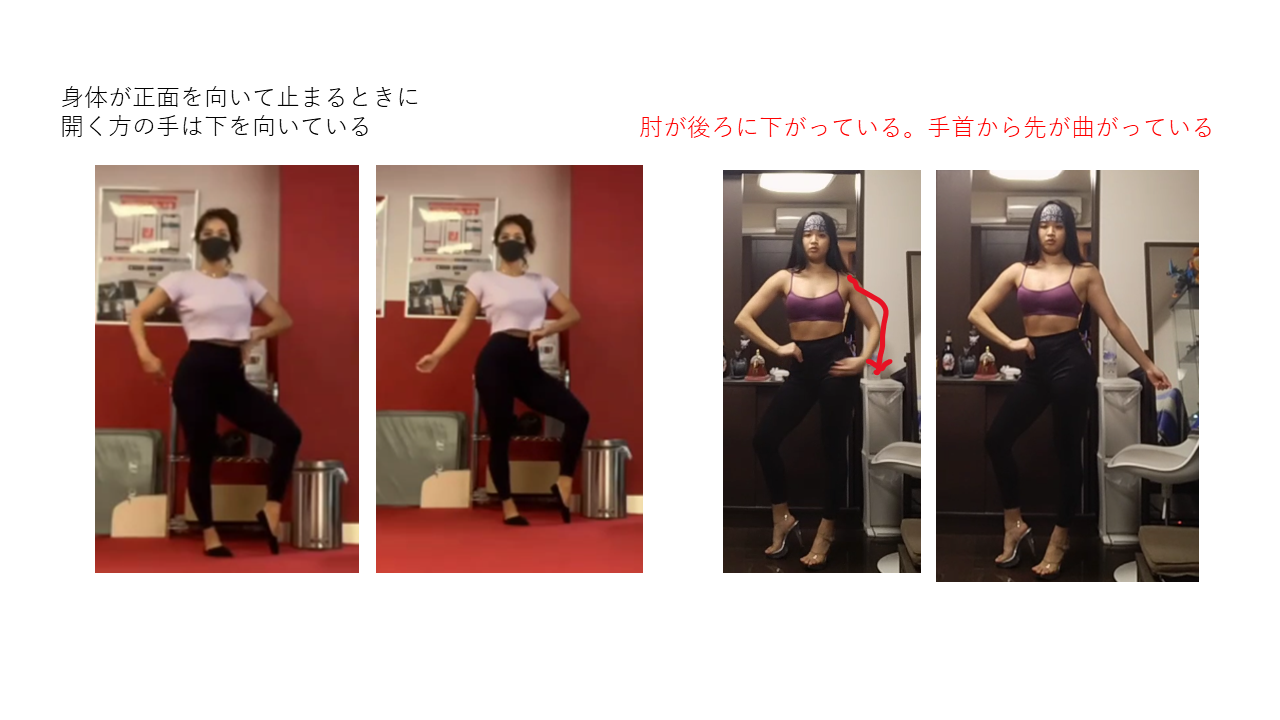 身体が正面を向いて止まるときに
開く方の手は下を向いている
肘が後ろに下がっている。手首から先が曲がっている